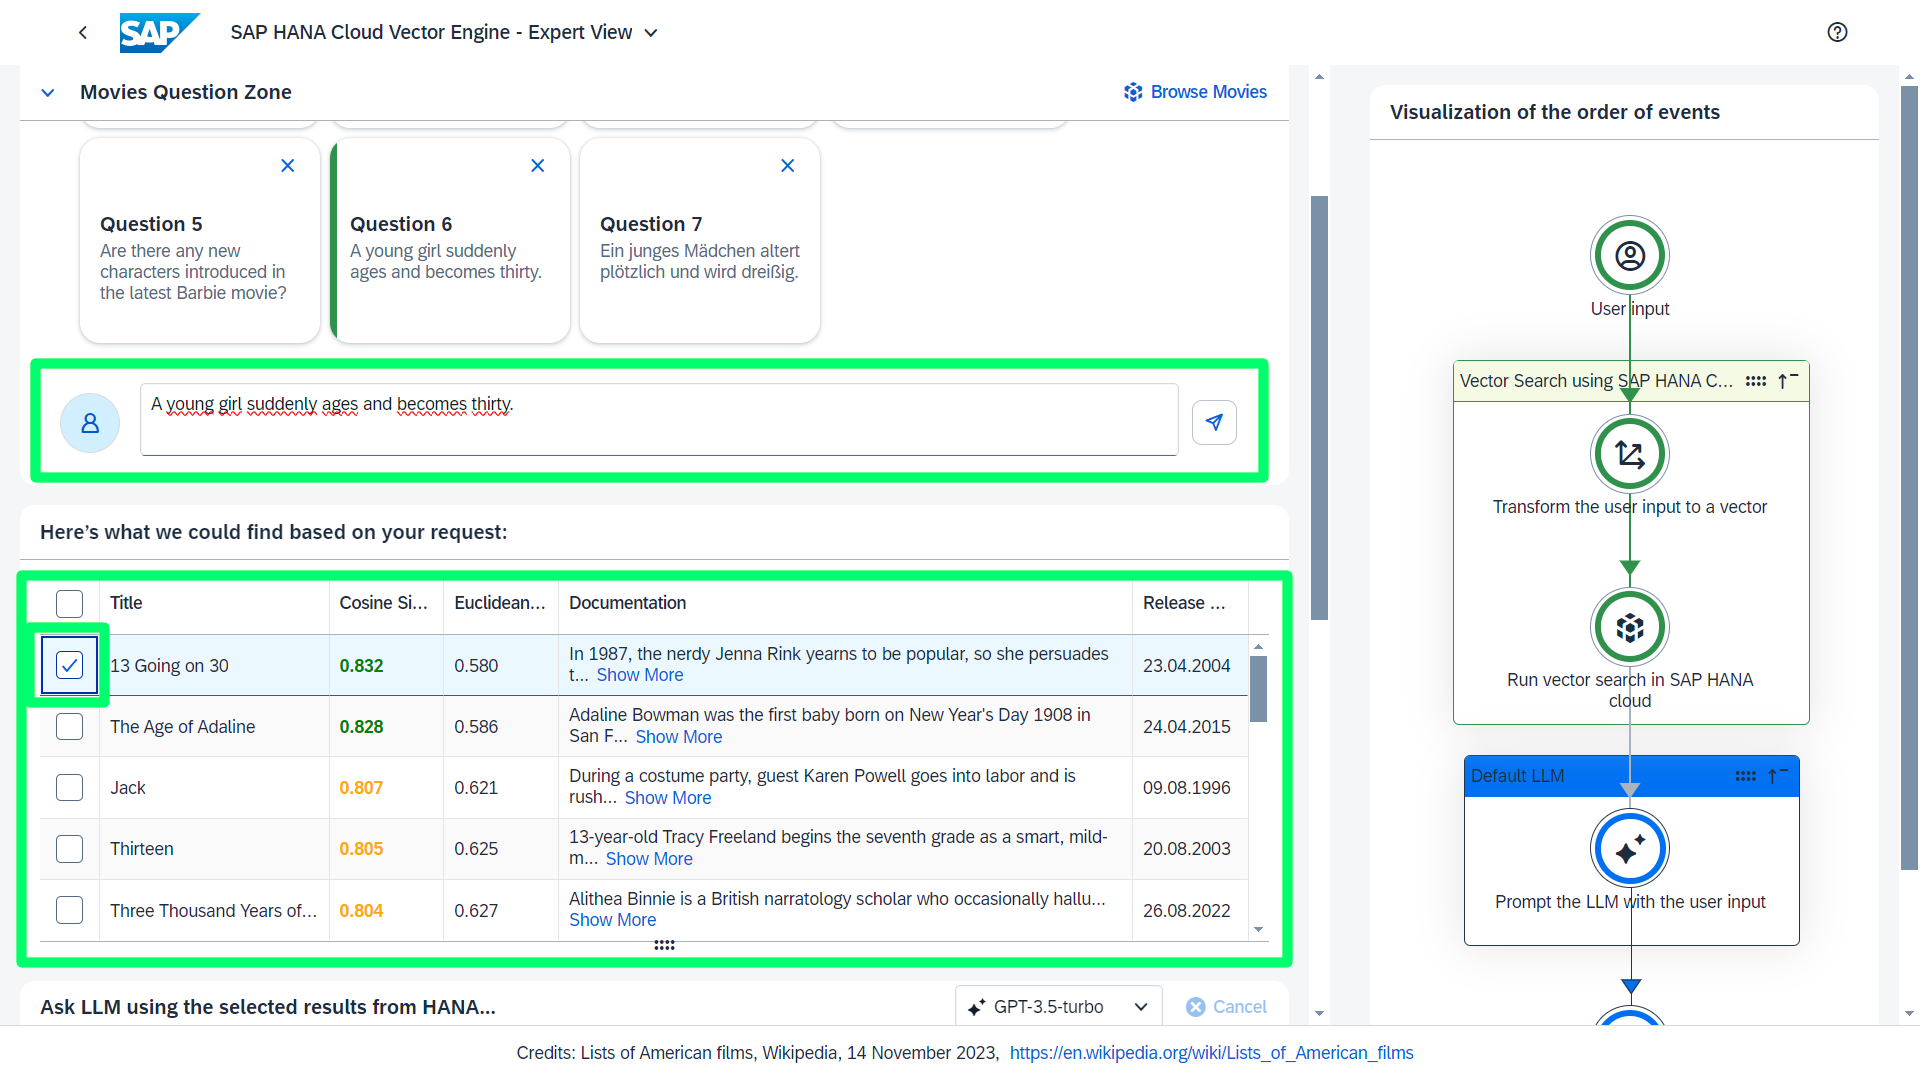 SAP
SAP HANA Cloud Vector Engine - Expert View
Movies Question Zone
Browse Movies
Question 5
Are there any new
characters introduced in
the latest Barbie movie?
Question 6
A young girl suddenly
ages and becomes thirty.
Question 7
Ein junges Mädchen altert
plötzlich und wird dreißig.
A young girl suddenly ages and becomes thirty.
Here's what we could find based on your request:
Title Cosine Si... Euclidean... Documentation Release ...
13 Going on 30 0.832 0.580 In 1987, the nerdy Jenna Rink yearns to be popular, so she persuades
t... Show More 23.04.2004
The Age of Adaline 0.828 0.586 Adaline Bowman was the first baby born on New Year's Day 1908 in
San F... Show More 24.04.2015
Jack 0.807 0.621 During a costume party, guest Karen Powell goes into labor and is
rush... Show More 09.08.1996
Thirteen 0.805 0.625 13-year-old Tracy Freeland begins the seventh grade as a smart, mild-
m... Show More 20.08.2003
Three Thousand Years of... 0.804 0.627 Alithea Binnie is a British narratology scholar who occasionally hallu...
Show More 26.08.2022
Ask LLM using the selected results from HANA...
GPT-3.5-turbo
Cancel
Visualization of the order of events
User input
Vector Search using SAP HANA C...
Transform the user input to a vector
Run vector search in SAP HANA
cloud
Default LLM
Prompt the LLM with the user input
Credits: Lists of American films, Wikipedia, 14 November 2023, https://en.wikipedia.org/wiki/Lists_of_American_films